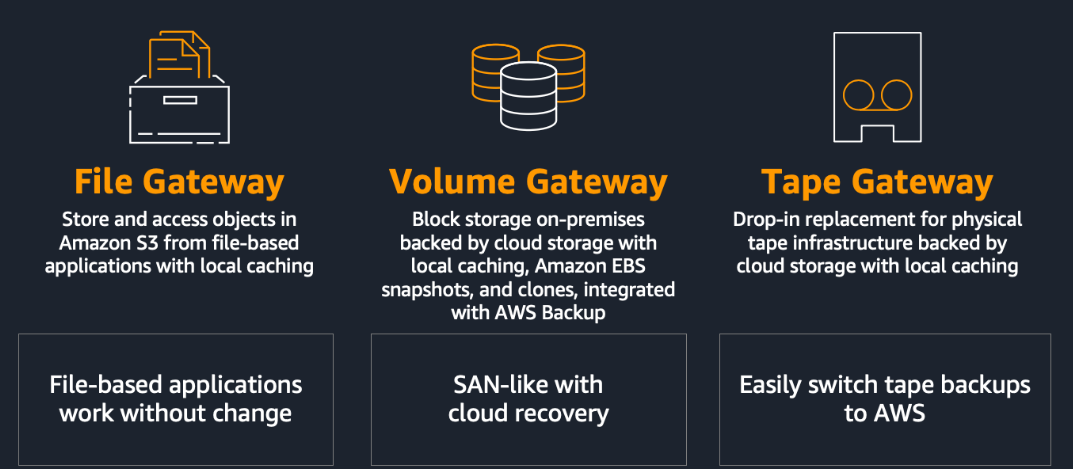 File Gateway
Store and access objects in
Amazon S3 from file-based
applications with local caching
File-based applications
work without change
Volume Gateway
Block storage on-premises
backed by cloud storage with
local caching, Amazon EBS
snapshots, and clones, integrated
with AWS Backup
SAN-like with
cloud recovery
Tape Gateway
Drop-in replacement for physical
tape infrastructure backed by
cloud storage with local caching
Easily switch tape backups
to AWS